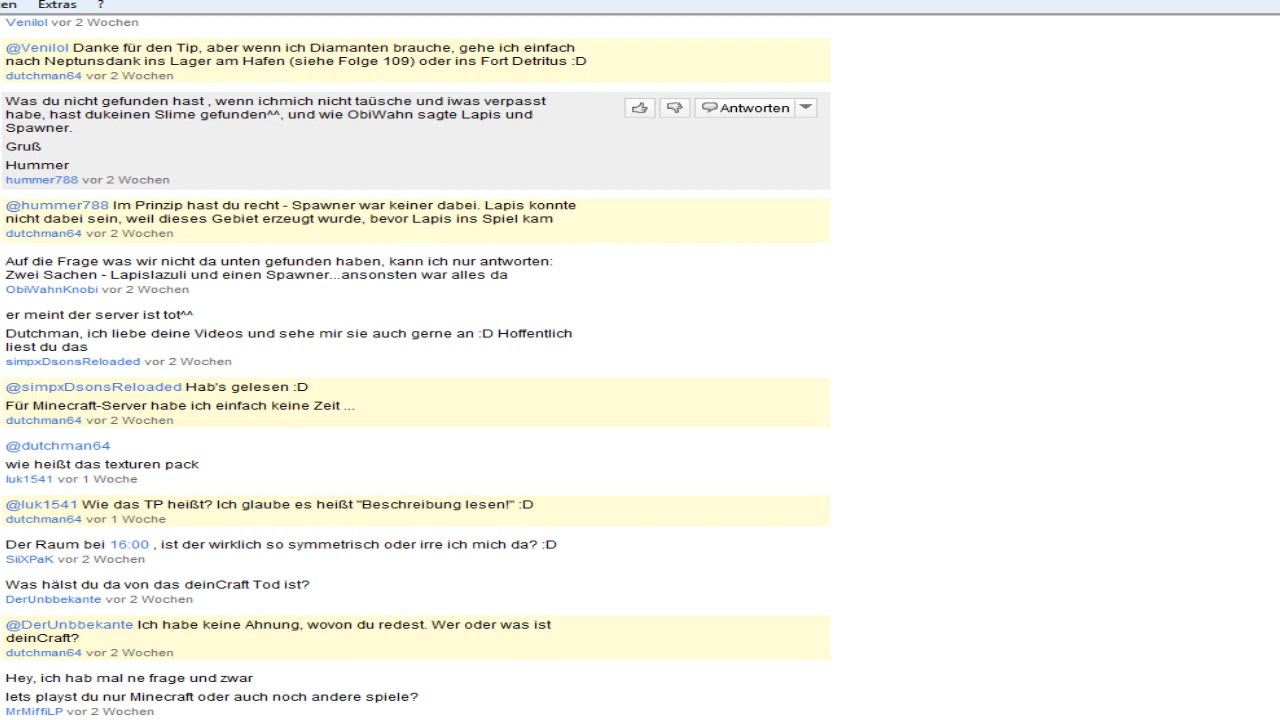 en Extras ?
Venilol vor 2 Wochen
@Venilol Danke für den Tip, aber wenn ich Diamanten brauche, gehe ich einfach
nach Neptunsdank ins Lager am Hafen (siehe Folge 109) oder ins Fort Detritus :D
dutchman64 vor 2 Wochen
Was du nicht gefunden hast , wenn ichmich nicht taüsche und iwas verpasst
habe, hast dukeinen Slime gefunden^^, und wie ObiWahn sagte Lapis und
Spawner.
Antworten
Gruß
Hummer
hummer788 vor 2 Wochen
@hummer788 Im Prinzip hast du recht - Spawner war keiner dabei. Lapis konnte
nicht dabei sein, weil dieses Gebiet erzeugt wurde, bevor Lapis ins Spiel kam
dutchman64 vor 2 Wochen
Auf die Frage was wir nicht da unten gefunden haben, kann ich nur antworten:
Zwei Sachen - Lapislazuli und einen Spawner...ansonsten war alles da
ObiWahnKnobi vor 2 Wochen
er meint der server ist tot^^
Dutchman, ich liebe deine Videos und sehe mir sie auch gerne an :D Hoffentlich
liest du das
simpxDsonsReloaded vor 2 Wochen
@simpxDsonsReloaded Hab's gelesen :D
Für Minecraft-Server habe ich einfach keine Zeit ...
dutchman64 vor 2 Wochen
@dutchman64
wie heißt das texturen pack
luk1541 vor 1 Woche
@luk1541 Wie das TP heißt? Ich glaube es heißt "Beschreibung lesen!" :D
dutchman64 vor 1 Woche
Der Raum bei 16:00 , ist der wirklich so symmetrisch oder irre ich mich da? :D
SiiXPaK vor 2 Wochen
Was hälst du da von das deinCraft Tod ist?
DerUnbbekante vor 2 Wochen
@DerUnbbekante Ich habe keine Ahnung, wovon du redest. Wer oder was ist
deinCraft?
dutchman64 vor 2 Wochen
Hey, ich hab mal ne frage und zwar
lets playst du nur Minecraft oder auch noch andere spiele?
MrMiffiLP vor 2 Wochen